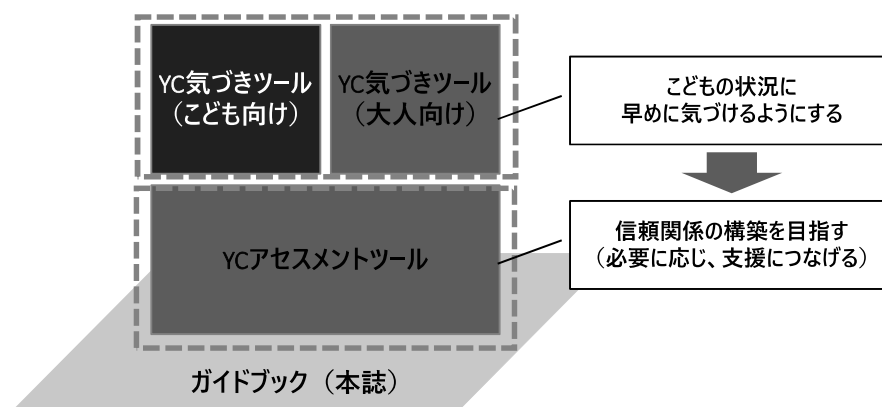 YC気づきツール
（こども向け）
YC気づきツール
（大人向け）
こどもの状況に
早めに気づけるようにする
YCアセスメントツール
信頼関係の構築を目指す
（必要に応じ、支援につなげる）
ガイドブック（本誌）